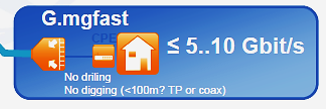 G.mgfast
CPE
≤ 5..10 Gbit/s
No driling
No digging (<100m? TP or coax)